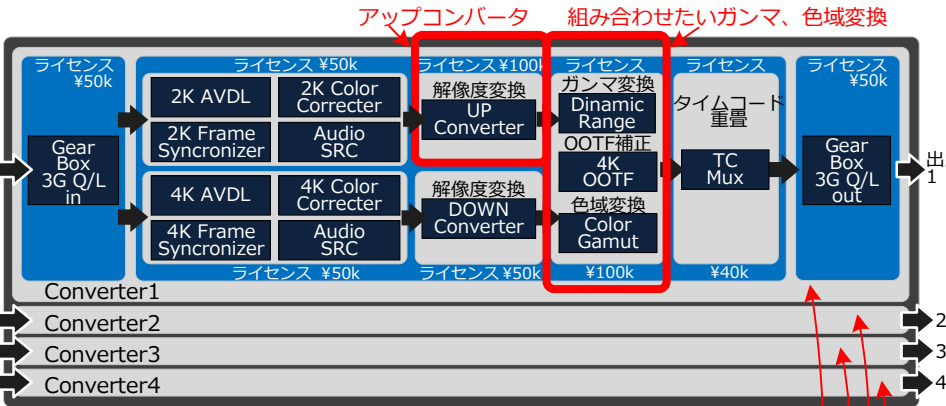 アップコンバータ
組み合わせたいガンマ、色域変換
ライセンス
¥50k
ライセンス ¥50k
ライセンス ¥100k
ライセンス
ライセンス
ライセンス
¥50k
Gear
Box
3G Q/L
in
2K AVDL
2K Color
Correcter
2K Frame
Syncronizer
Audio
SRC
4K AVDL
4K Color
Correcter
4K Frame
Syncronizer
Audio
SRC
解像度変換
UP
Converter
解像度変換
DOWN
Converter
ガンマ変換
Dinamic
Range
OOTF補正
4K
OOTF
色域変換
Color
Gamut
タイムコード
重畳
TC
Mux
Gear
Box
3G Q/L
out
出
1
ライセンス ¥50k
ライセンス ¥50k
¥100k
¥40k
Converter1
Converter2
2
Converter3
3
Converter4
4